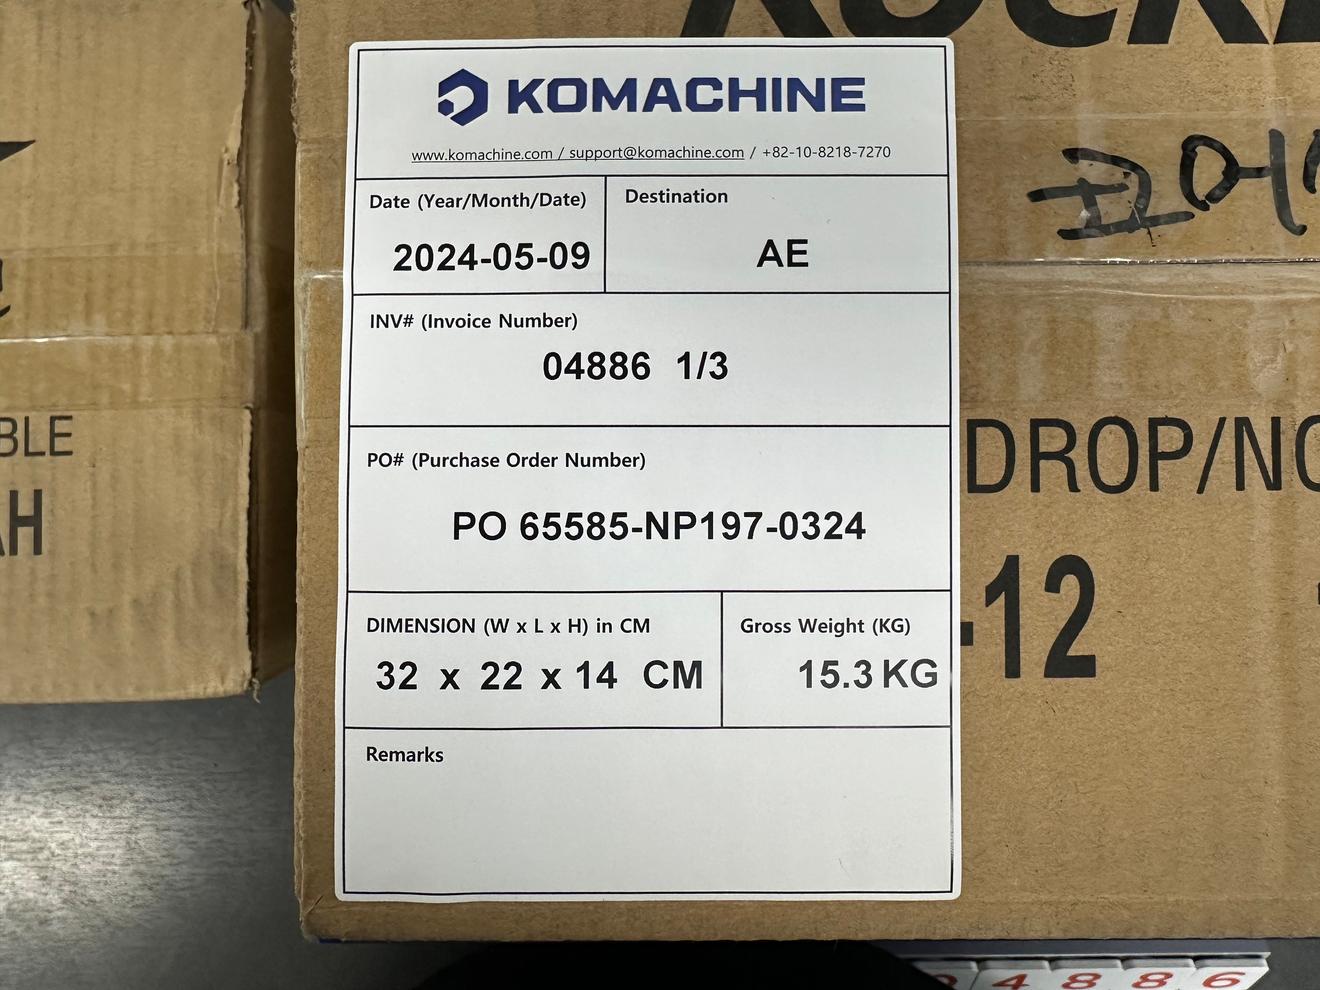 KOMACHINE
www.komachine.com / support@komachine.com / +82-10-8218-7270
Date (Year/Month/Date)
2024-05-09
Destination
AE
INV# (Invoice Number)
04886 1/3
PO# (Purchase Order Number)
PO 65585-NP197-0324
DIMENSION (W x L x H) in CM
32 x 22 x 14 CM
Gross Weight (KG)
15.3 KG
Remarks
BLE
AH
DROP/NO
-12
4886